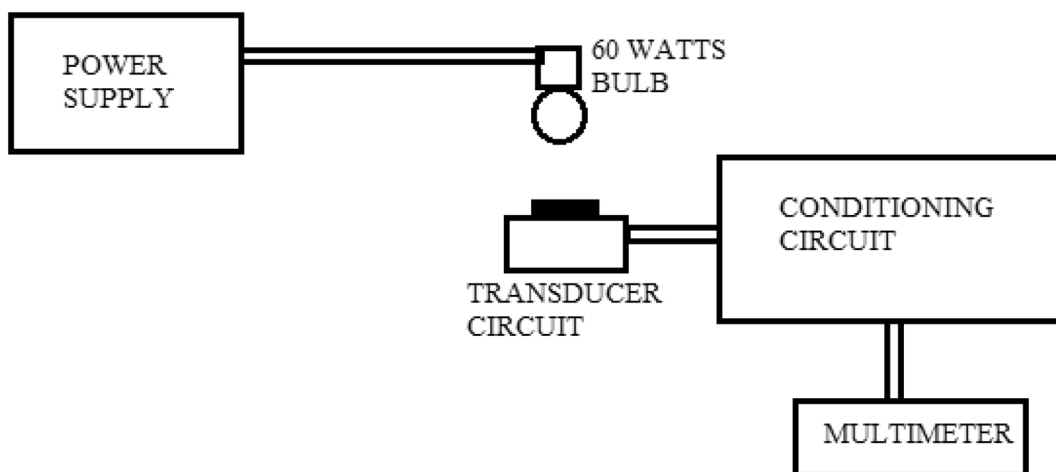 POWER
SUPPLY
60 WATTS
BULB
CONDITIONING
CIRCUIT
TRANSDUCER
CIRCUIT
MULTIMETER